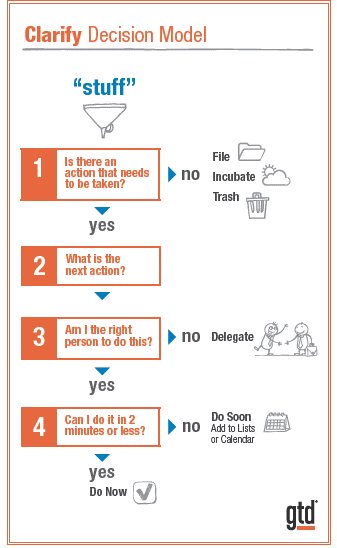 Clarify Decision Model
“stuff”
1
Is there an
action that needs
to be taken?
no
File
Incubate
Trash
yes
2
What is the
next action?
3
Am I the right
person to do this?
no
Delegate
yes
4
Can I do it in 2
minutes or less?
no
Do Soon
Add to Lists
or Calendar
yes
Do Now
gtd